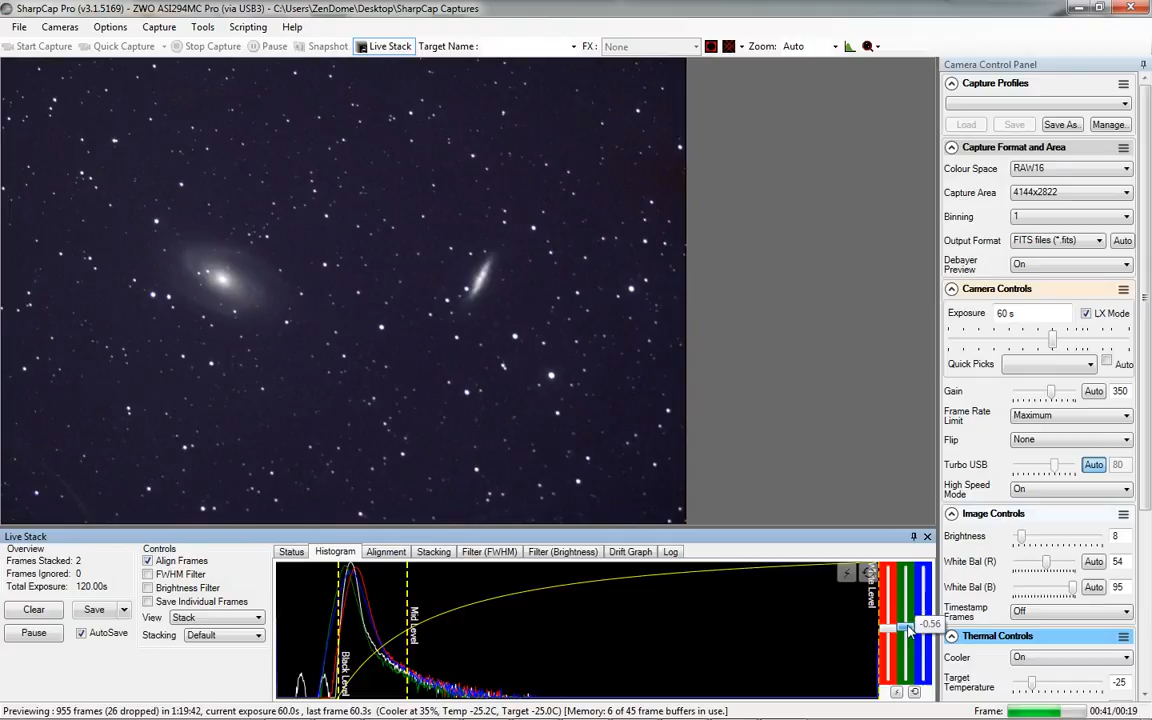 SharpCap Pro (v3.1.5169) - ZWO ASI294MC Pro (via USB3) - C:\Users\ZenDome\Desktop\SharpCap Captures
File Cameras Options Capture Tools Scripting Help
Start Capture Quick Capture Stop Capture Pause Snapshot Live Stack Target Name : FX : None Zoom: Auto
Camera Control Panel
Capture Profiles
Load Save Save As.. Manage..
Capture Format and Area
Colour Space RAW16
Capture Area 4144x2822
Binning 1
Output Format FITS files (*.fits) Auto
Debayer Preview On
Camera Controls
Exposure 60 s LX Mode
Quick Picks Auto
Gain Auto 350
Frame Rate Limit Maximum
Flip None
Turbo USB Auto 80
High Speed Mode On
Image Controls
Brightness 8
White Bal (R) 54
White Bal (B) 95
Timestamp Frames Off
Thermal Controls
Cooler On
Target Temperature -25
Live Stack
Overview
Frames Stacked: 2
Frames Ignored: 0
Total Exposure: 120.00s
Clear Save
Pause AutoSave
Controls
Align Frames
FWHM Filter
Brightness Filter
Save Individual Frames
View Stack
Stacking Default
Status Histogram Alignment Stacking Filter (FWHM) Filter (Brightness) Drift Graph Log
Black Level
Mid Level
-0.56
Previewing : 955 frames (26 dropped) in 1:19:42, current exposure 60.0s , last frame 60.3s (Cooler at 35%, Temp -25.2C, Target -25.0C) [Memory: 6 of 45 frame buffers in use.] Frame: 00:41/00:19